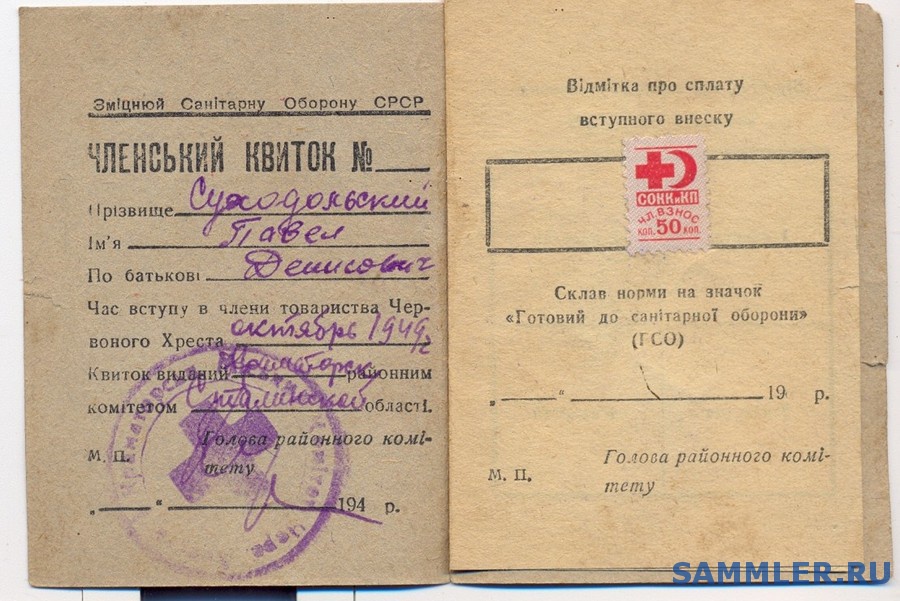 Зміцнюй Санітарну Оборону СРСР
ЧЛЕНСЬКИЙ КВИТОК №
Прізвище Суходольский
Ім'я Павел
По батькові Денисович
Час вступу в члени товариства Чер-
воного Хреста октябрь 1949 г
Квиток виданий Краматорск районним
комітетом Сталинской області.
Голова районного комі-
М. П. тету
„ “ 194 р.
Відмітка про сплату
вступного внеску
СОКК и КП
ЧЛ. ВЗНОС
КОП. 50 КОП.
Склав норми на значок
«Готовий до санітарної оборони»
(ГСО)
„ “ 19 р.
Голова районного комі-
М. П. тету
SAMMLER.RU